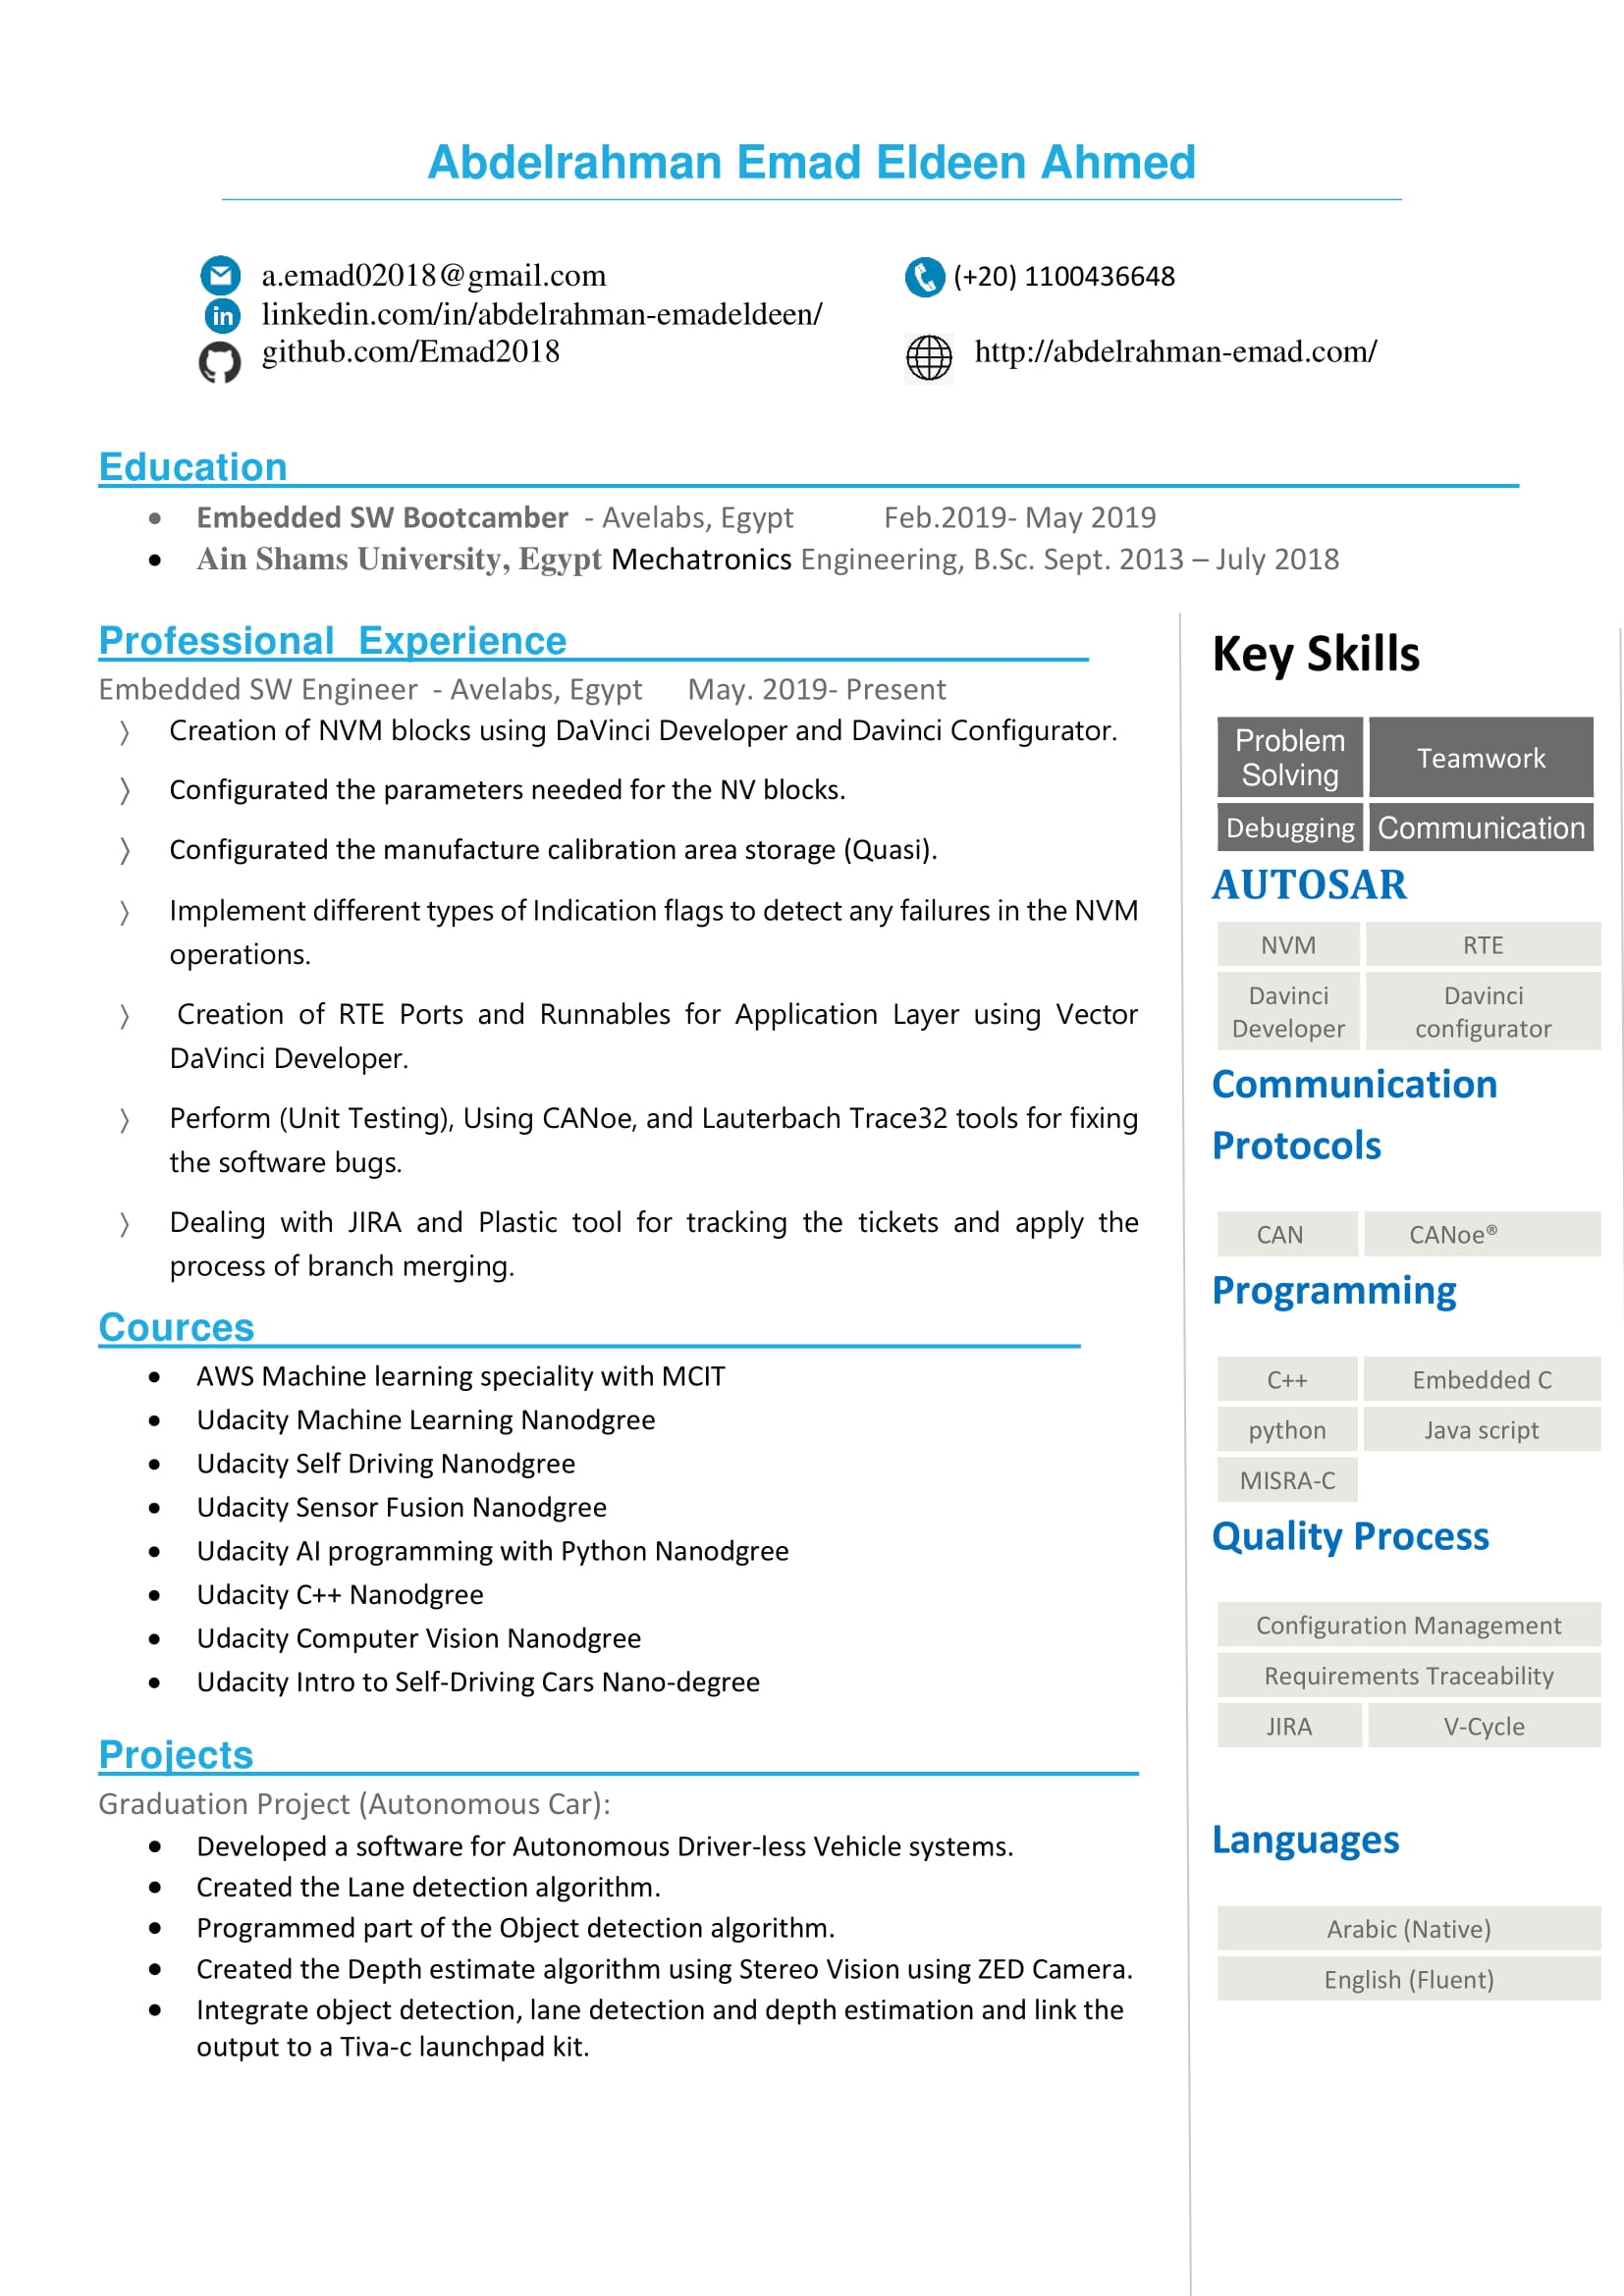 Abdelrahman Emad Eldeen Ahmed
a.emad02018@gmail.com
(+20) 1100436648
linkedin.com/in/abdelrahman-emadeldeen/
github.com/Emad2018
http://abdelrahman-emad.com/
Education
• Embedded SW Bootcamber - Avelabs, Egypt Feb.2019- May 2019
• Ain Shams University, Egypt Mechatronics Engineering, B.Sc. Sept. 2013 – July 2018
Professional Experience
Embedded SW Engineer - Avelabs, Egypt May. 2019- Present
〉 Creation of NVM blocks using DaVinci Developer and Davinci Configurator.
〉 Configurated the parameters needed for the NV blocks.
〉 Configurated the manufacture calibration area storage (Quasi).
〉 Implement different types of Indication flags to detect any failures in the NVM
operations.
〉 Creation of RTE Ports and Runnables for Application Layer using Vector
DaVinci Developer.
〉 Perform (Unit Testing), Using CANoe, and Lauterbach Trace32 tools for fixing
the software bugs.
〉 Dealing with JIRA and Plastic tool for tracking the tickets and apply the
process of branch merging.
Cources
• AWS Machine learning speciality with MCIT
• Udacity Machine Learning Nanodgree
• Udacity Self Driving Nanodgree
• Udacity Sensor Fusion Nanodgree
• Udacity AI programming with Python Nanodgree
• Udacity C++ Nanodgree
• Udacity Computer Vision Nanodgree
• Udacity Intro to Self-Driving Cars Nano-degree
Projects
Graduation Project (Autonomous Car):
• Developed a software for Autonomous Driver-less Vehicle systems.
• Created the Lane detection algorithm.
• Programmed part of the Object detection algorithm.
• Created the Depth estimate algorithm using Stereo Vision using ZED Camera.
• Integrate object detection, lane detection and depth estimation and link the
output to a Tiva-c launchpad kit.
Key Skills
Problem
Solving
Teamwork
Debugging
Communication
AUTOSAR
NVM
RTE
Davinci
Developer
Davinci
configurator
Communication
Protocols
CAN
CANoe®
Programming
C++
Embedded C
python
Java script
MISRA-C
Quality Process
Configuration Management
Requirements Traceability
JIRA
V-Cycle
Languages
Arabic (Native)
English (Fluent)